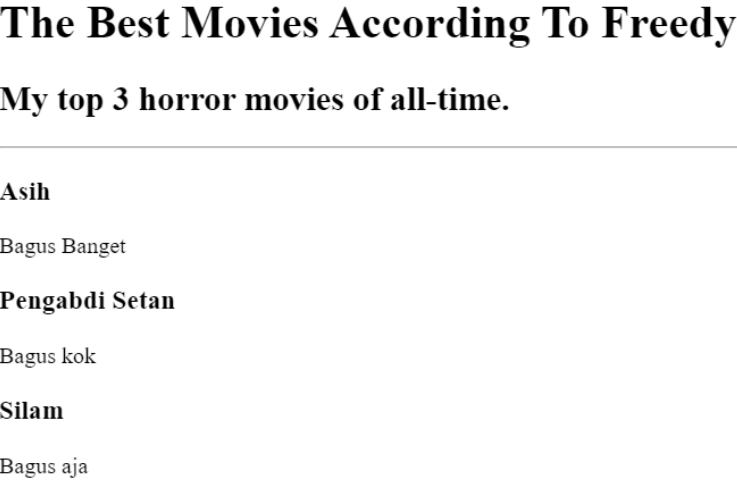 The Best Movies According To Freedy
My top 3 horror movies of all-time.
Asih
Bagus Banget
Pengabdi Setan
Bagus kok
Silam
Bagus aja